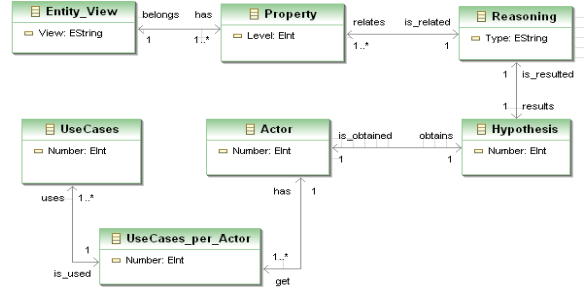 Entity_View
View: EString
belongs has
1 1..*
Property
Level: EInt
relates is_related
1..* 1
Reasoning
Type: EString
1 is_resulted
1 results
UseCases
Number: EInt
Actor
Number: EInt
is_obtained obtains
1 1
Hypothesis
Number: EInt
uses 1..*
has 1
1
is_used
UseCases_per_Actor
Number: EInt
1..*
get